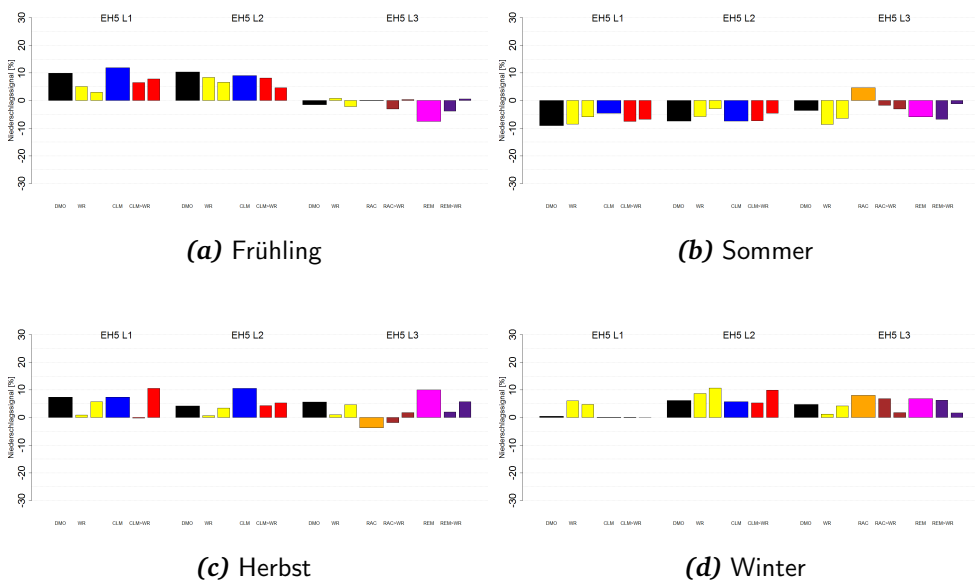 EH5 L1 EH5 L2 EH5 L3
Niederschlagssignal [%]
30
20
10
0
-10
-20
-30
DMO WR CLM CLM+WR DMO WR CLM CLM+WR DMO WR RAC RAC+WR REM REM+WR
(a) Frühling
EH5 L1 EH5 L2 EH5 L3
Niederschlagssignal [%]
30
20
10
0
-10
-20
-30
DMO WR CLM CLM+WR DMO WR CLM CLM+WR DMO WR RAC RAC+WR REM REM+WR
(b) Sommer
EH5 L1 EH5 L2 EH5 L3
Niederschlagssignal [%]
30
20
10
0
-10
-20
-30
DMO WR CLM CLM+WR DMO WR CLM CLM+WR DMO WR RAC RAC+WR REM REM+WR
(c) Herbst
EH5 L1 EH5 L2 EH5 L3
Niederschlagssignal [%]
30
20
10
0
-10
-20
-30
DMO WR CLM CLM+WR DMO WR CLM CLM+WR DMO WR RAC RAC+WR REM REM+WR
(d) Winter